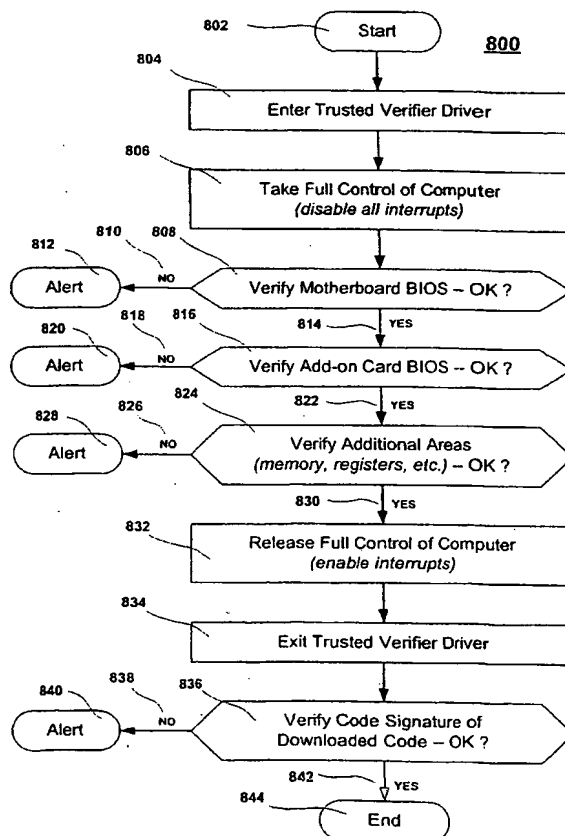 802
Start
800
804
Enter Trusted Verifier Driver
806
Take Full Control of Computer
(disable all interrupts)
812
810
808
Alert
NO
Verify Motherboard BIOS – OK ?
814
YES
820
818
816
Alert
NO
Verify Add-on Card BIOS – OK ?
822
YES
828
826
824
Alert
NO
Verify Additional Areas
(memory, registers, etc.) – OK ?
830
YES
832
Release Full Control of Computer
(enable interrupts)
834
Exit Trusted Verifier Driver
840
838
836
Alert
NO
Verify Code Signature of
Downloaded Code – OK ?
842
YES
844
End